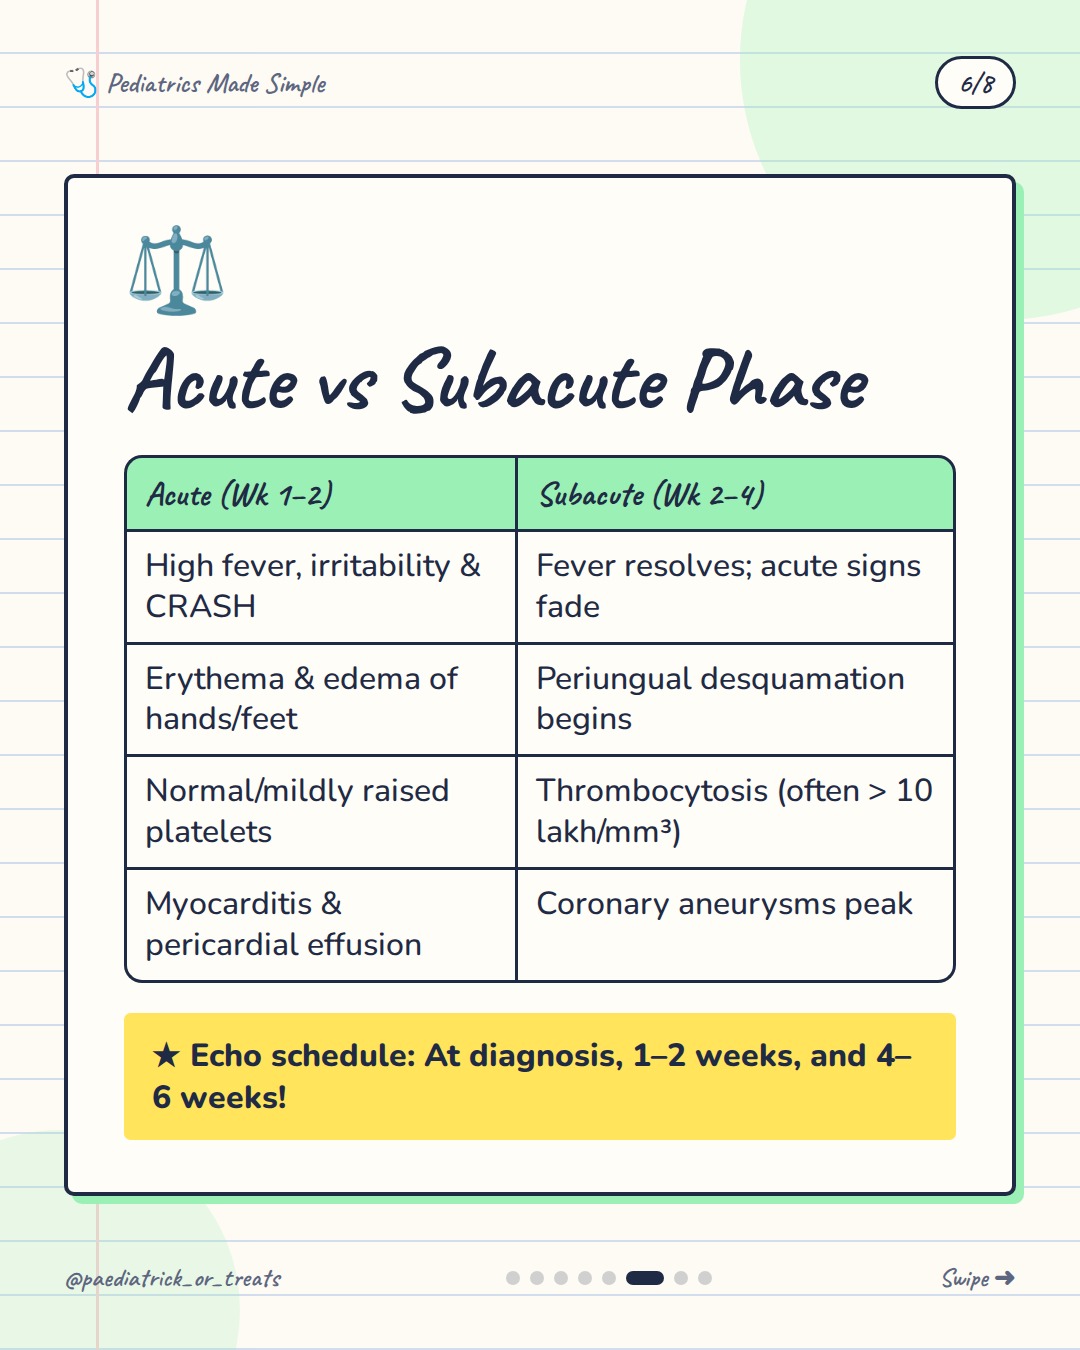 Pediatrics Made Simple
6/8
Acute vs Subacute Phase
Acute (Wk 1–2)
Subacute (Wk 2–4)
High fever, irritability &
CRASH
Fever resolves; acute signs
fade
Erythema & edema of
hands/feet
Periungual desquamation
begins
Normal/mildly raised
platelets
Thrombocytosis (often > 10
lakh/mm³)
Myocarditis &
pericardial effusion
Coronary aneurysms peak
★ Echo schedule: At diagnosis, 1–2 weeks, and 4–
6 weeks!
@paediatrick_or_treats
Swipe ➜